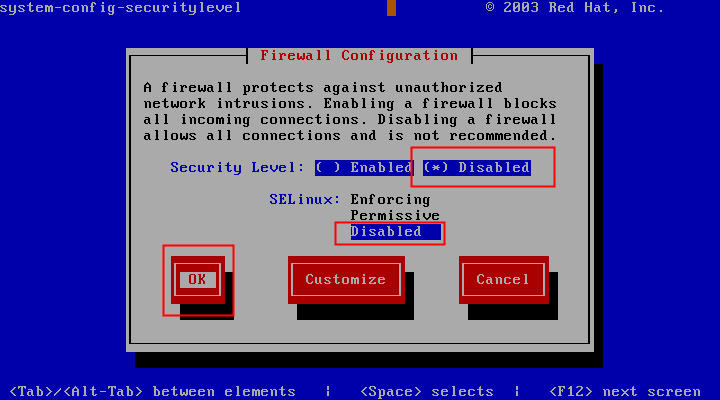 system-config-securitylevel © 2003 Red Hat, Inc.
Firewall Configuration
A firewall protects against unauthorized
network intrusions. Enabling a firewall blocks
all incoming connections. Disabling a firewall
allows all connections and is not recommended.
Security Level: ( ) Enabled (*) Disabled
SELinux: Enforcing
Permissive
Disabled
OK Customize Cancel
<Tab>/<Alt-Tab> between elements | <Space> selects | <F12> next screen